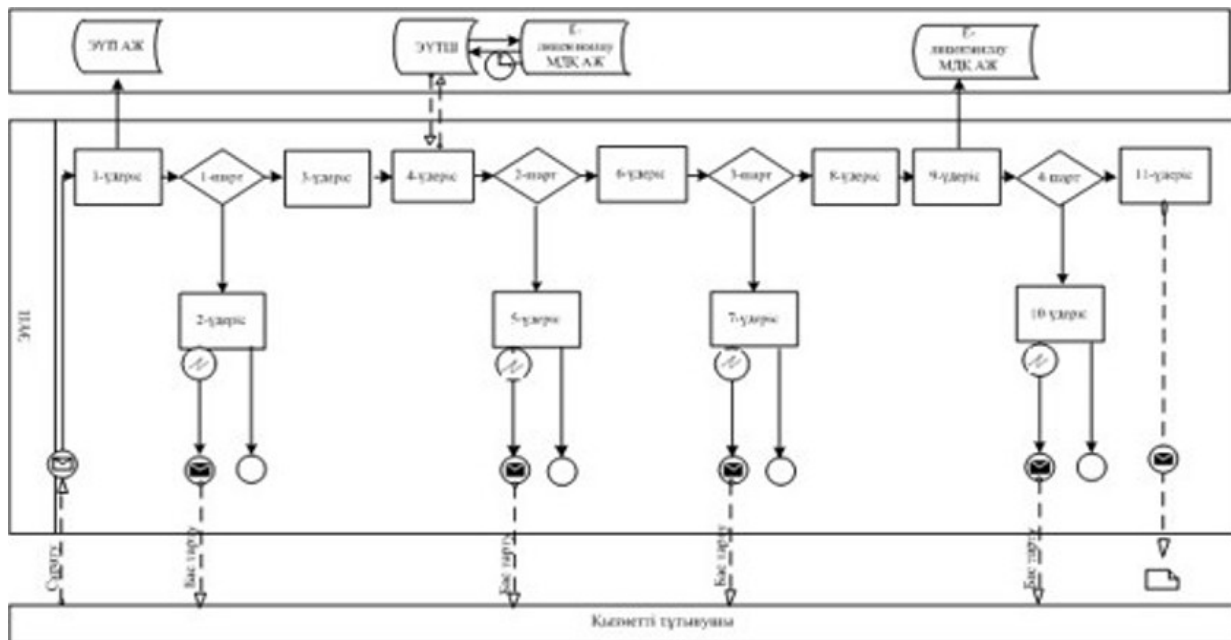 ЭҮП АЖ
ЭҮТШ
Е-
лицензиялау
МДҚ АЖ
Е-
лицензиялау
МДҚ АЖ
1-үдеріс
1-шарт
3-үдеріс
4-үдеріс
2-шарт
6-үдеріс
3-шарт
8-үдеріс
9-үдеріс
4-шарт
11-үдеріс
2-үдеріс
5-үдеріс
7-үдеріс
10-үдеріс
Бас тарту
Бас тарту
Бас тарту
Бас тарту
Қызметті тұтынушы